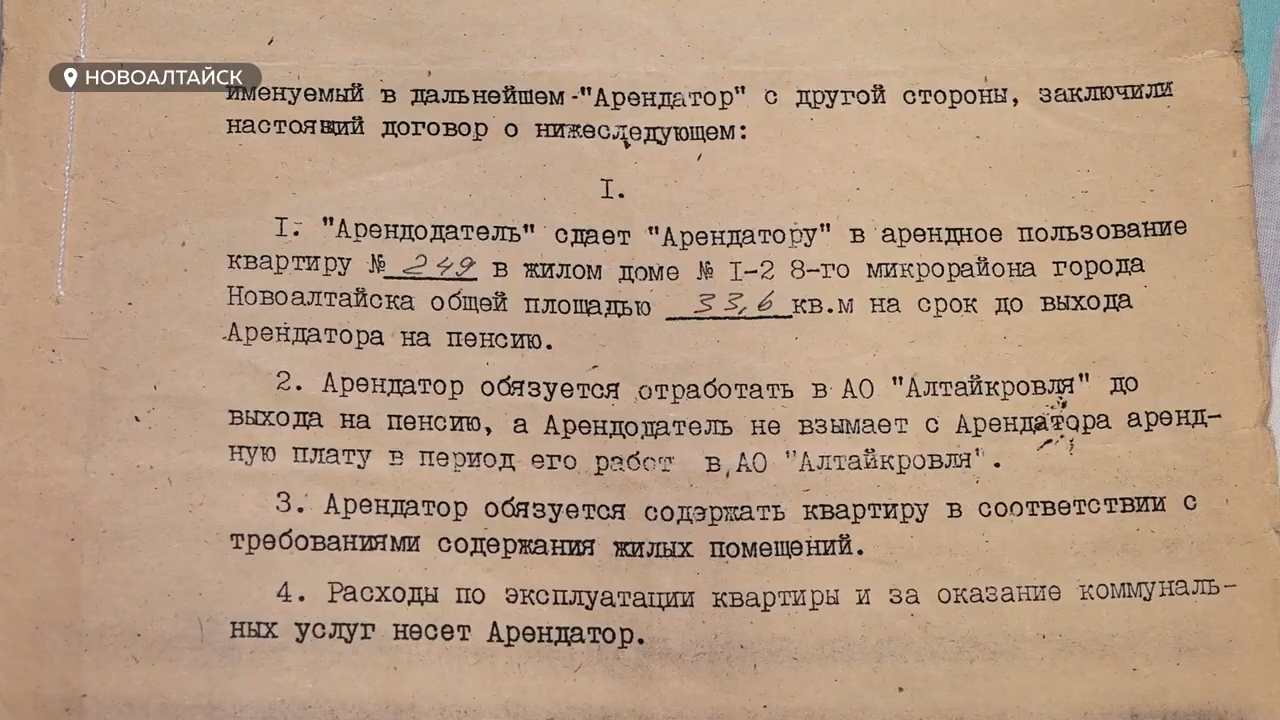 НОВОАЛТАЙСК
именуемый в дальнейшем -"Арендатор" с другой стороны, заключили
настоящий договор о нижеследующем:
I.
I. "Арендодатель" сдает "Арендатору" в арендное пользование
квартиру № 249 в жилом доме № I-2 8-го микрорайона города
Новоалтайска общей площадью 33,6 кв.м на срок до выхода
Арендатора на пенсию.
2. Арендатор обязуется отработать в АО "Алтайкровля" до
выхода на пенсию, а Арендодатель не взымает с Арендатора аренд-
ную плату в период его работ в АО "Алтайкровля".
3. Арендатор обязуется содержать квартиру в соответствии с
требованиями содержания жилых помещений.
4. Расходы по эксплуатации квартиры и за оказание коммуналь-
ных услуг несет Арендатор.